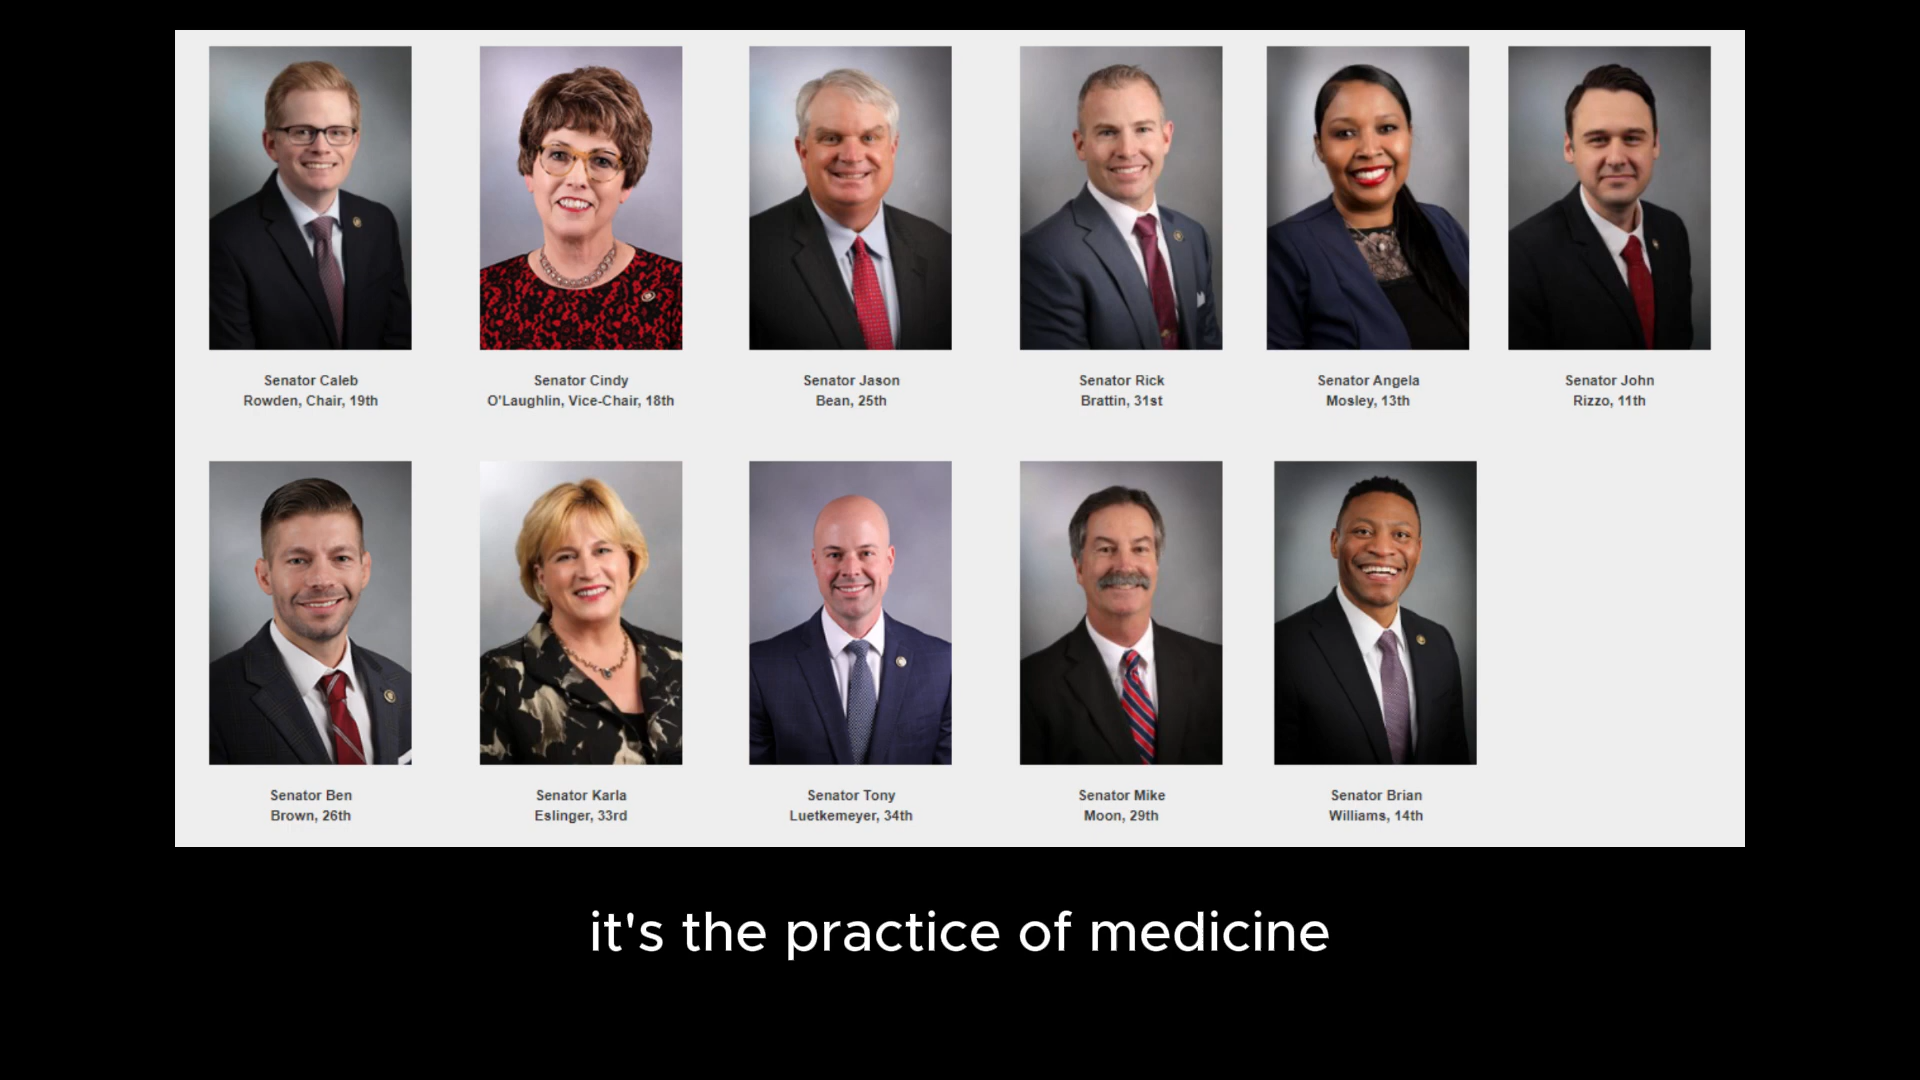 Senator Caleb
Rowden, Chair, 19th
Senator Cindy
O'Laughlin, Vice-Chair, 18th
Senator Jason
Bean, 25th
Senator Rick
Brattin, 31st
Senator Angela
Mosley, 13th
Senator John
Rizzo, 11th
Senator Ben
Brown, 26th
Senator Karla
Eslinger, 33rd
Senator Tony
Luetkemeyer, 34th
Senator Mike
Moon, 29th
Senator Brian
Williams, 14th
it's the practice of medicine